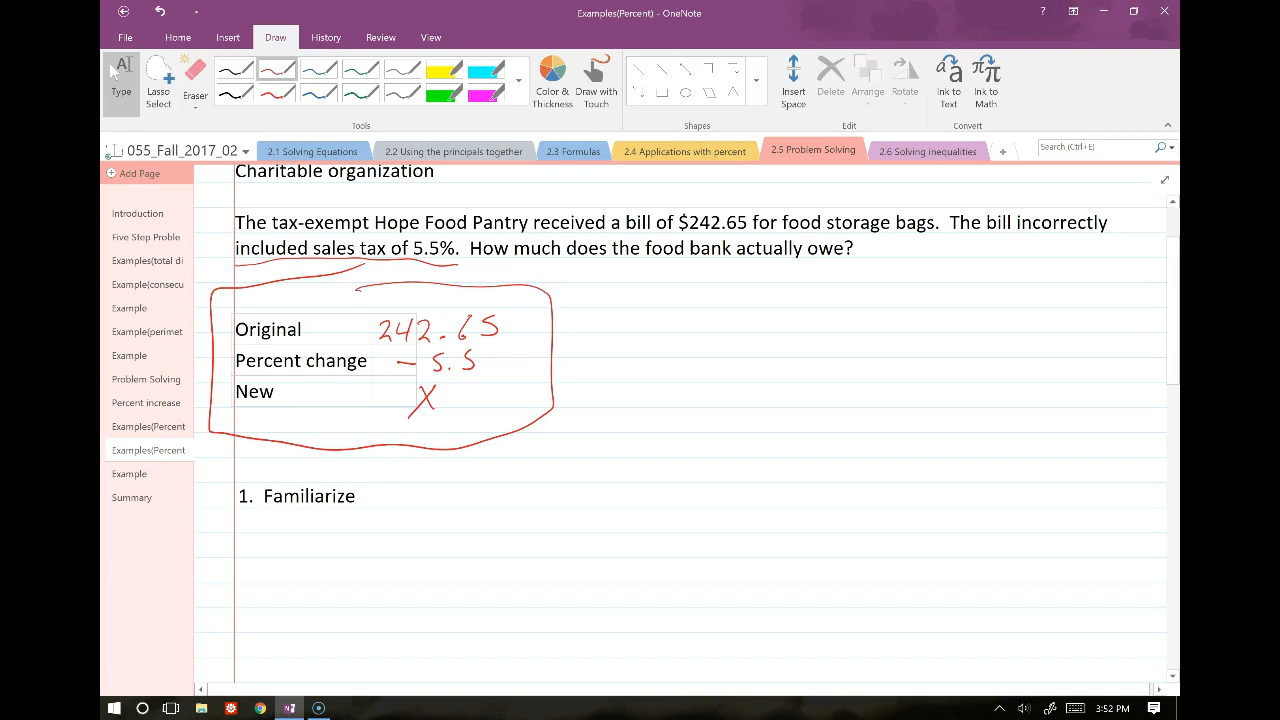 Examples(Percent) - OneNote
?
File Home Insert Draw History Review View
Type
Lasso Select
Eraser
Color & Thickness
Draw with Touch
Insert Space
Delete
Arrange
Rotate
Ink to Text
Ink to Math
Tools
Shapes
Edit
Convert
055_Fall_2017_02
2.1 Solving Equations
2.2 Using the principals together
2.3 Formulas
2.4 Applications with percent
2.5 Problem Solving
2.6 Solving inequalities
+
Search (Ctrl+E)
Add Page
Introduction
Five Step Proble
Examples(total di
Examples(consecu
Example
Examples(perimet
Example
Problem Solving
Percent increase
Examples(Percent
Examples(Percent
Example
Summary
Charitable organization
The tax-exempt Hope Food Pantry received a bill of $242.65 for food storage bags. The bill incorrectly
included sales tax of 5.5%. How much does the food bank actually owe?
Original 242.65
Percent change - 5.5
New X
1. Familiarize
3:52 PM